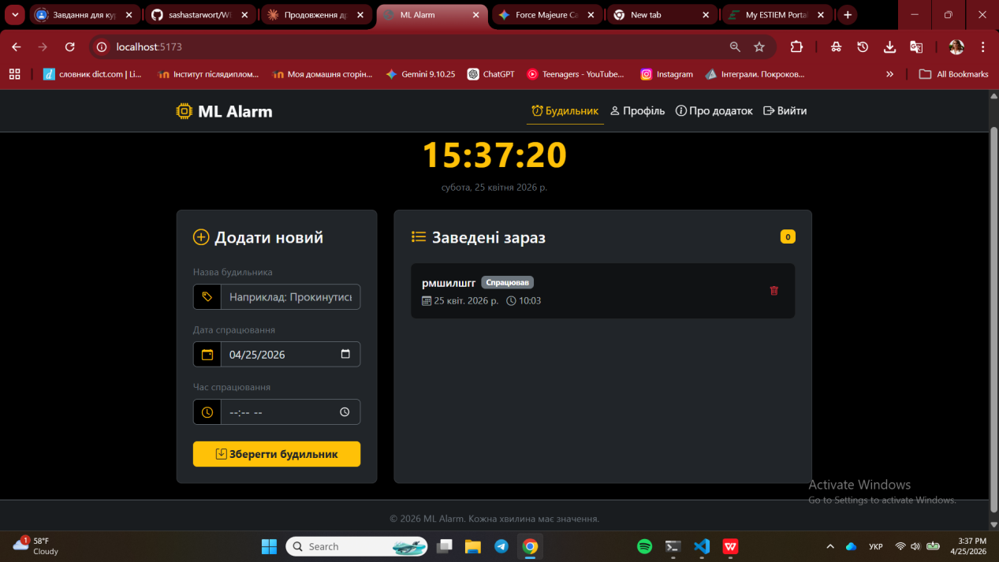 Завдання для ку
sashastarwort/WI
Продовження др
ML Alarm
Force Majeure Ca
New tab
My ESTIEM Porta
localhost:5173
словник dict.com | Li...
Інститут післядиплом...
Моя домашня сторін...
Gemini 9.10.25
ChatGPT
Teenagers - YouTube...
Instagram
Інтеграли. Покроков...
All Bookmarks
ML Alarm
Будильник
Профіль
Про додаток
Вийти
15:37:20
субота, 25 квітня 2026 р.
Додати новий
Назва будильника
Наприклад: Прокинутись
Дата спрацювання
04/25/2026
Час спрацювання
--:-- --
Зберегти будильник
Заведені зараз
0
рмшилшгг Спрацював
25 квіт. 2026 р. 10:03
Activate Windows
Go to Settings to activate Windows.
© 2026 ML Alarm. Кожна хвилина має значення.
1
58°F
Cloudy
Search
УКР
3:37 PM
4/25/2026